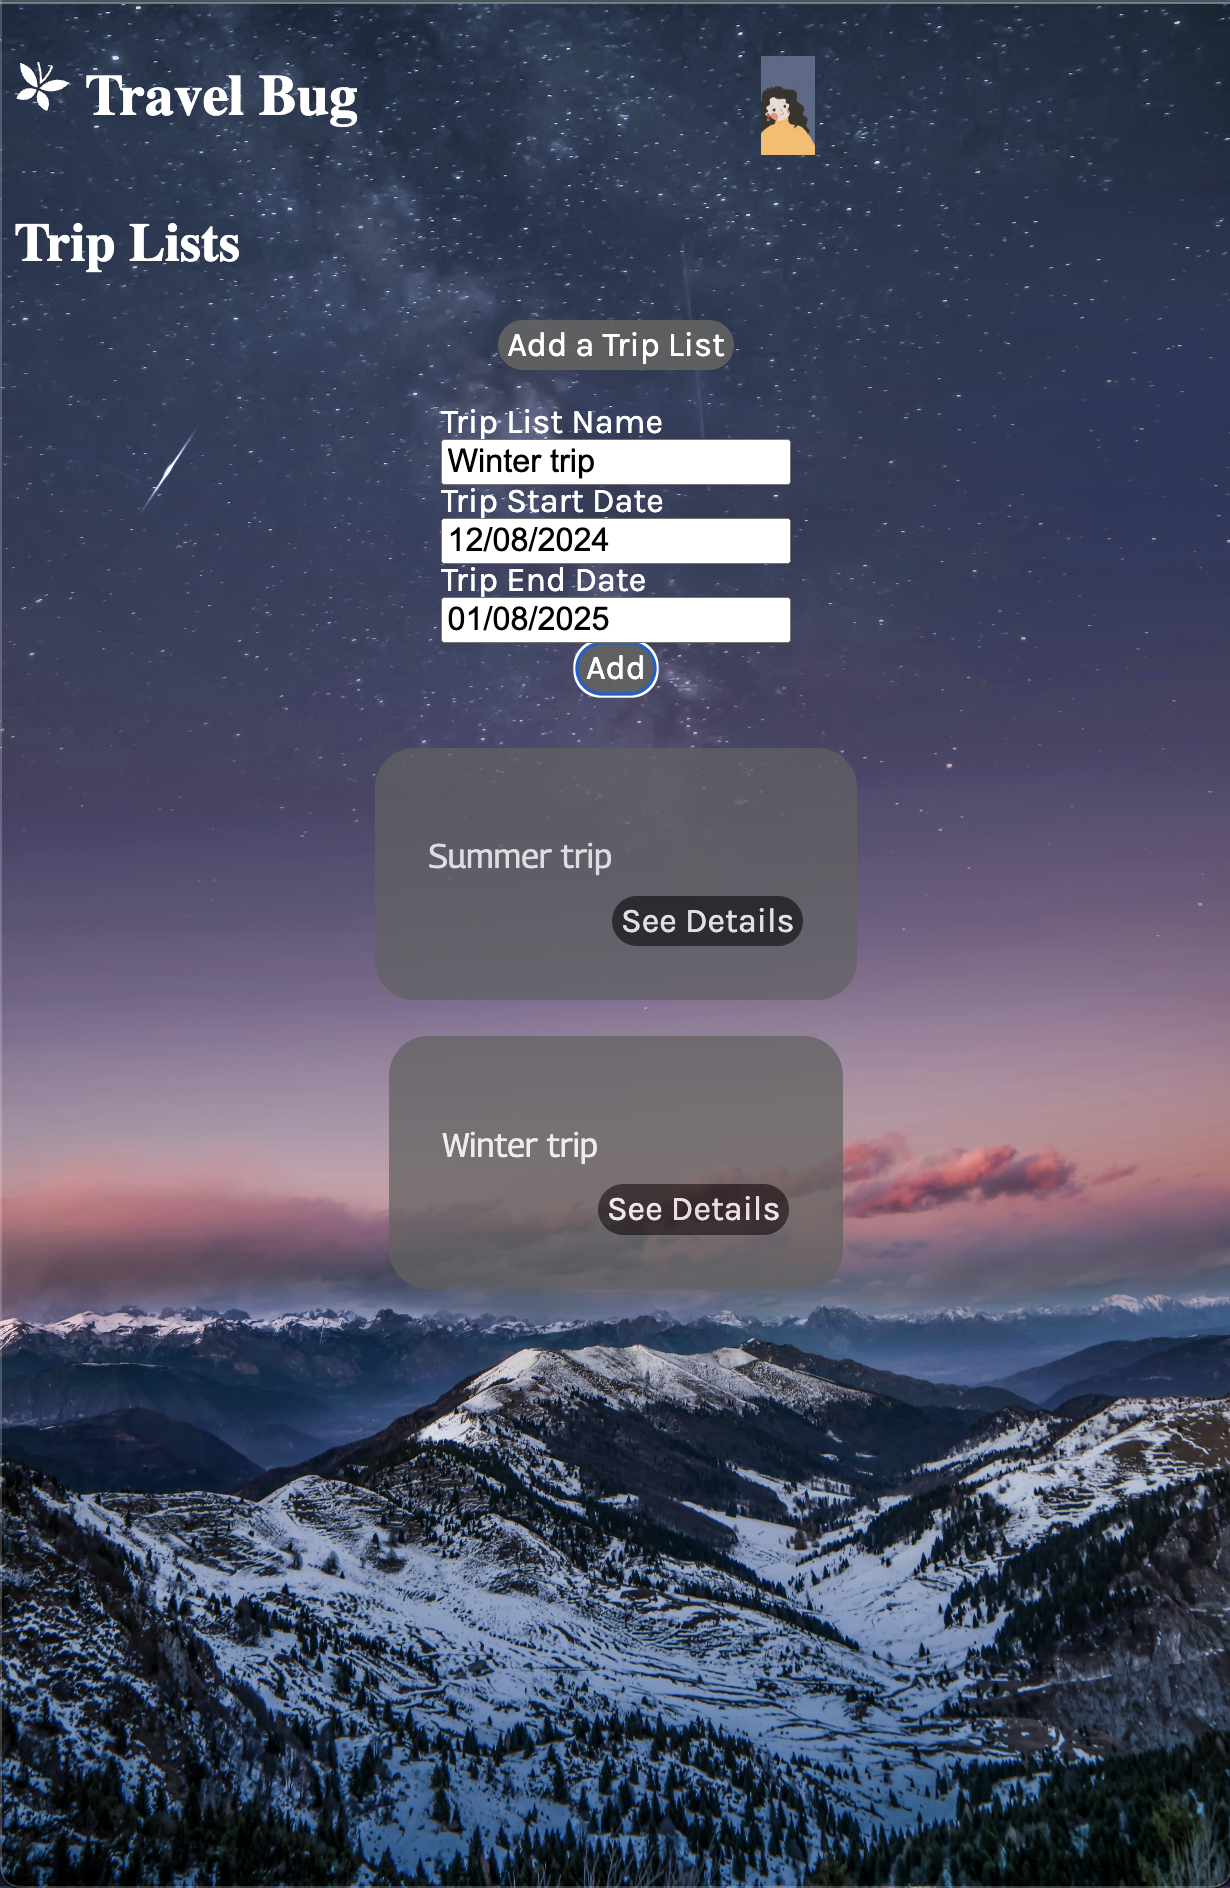 Travel Bug
Trip Lists
Add a Trip List
Trip List Name
Winter trip
Trip Start Date
12/08/2024
Trip End Date
01/08/2025
Add
Summer trip
See Details
Winter trip
See Details